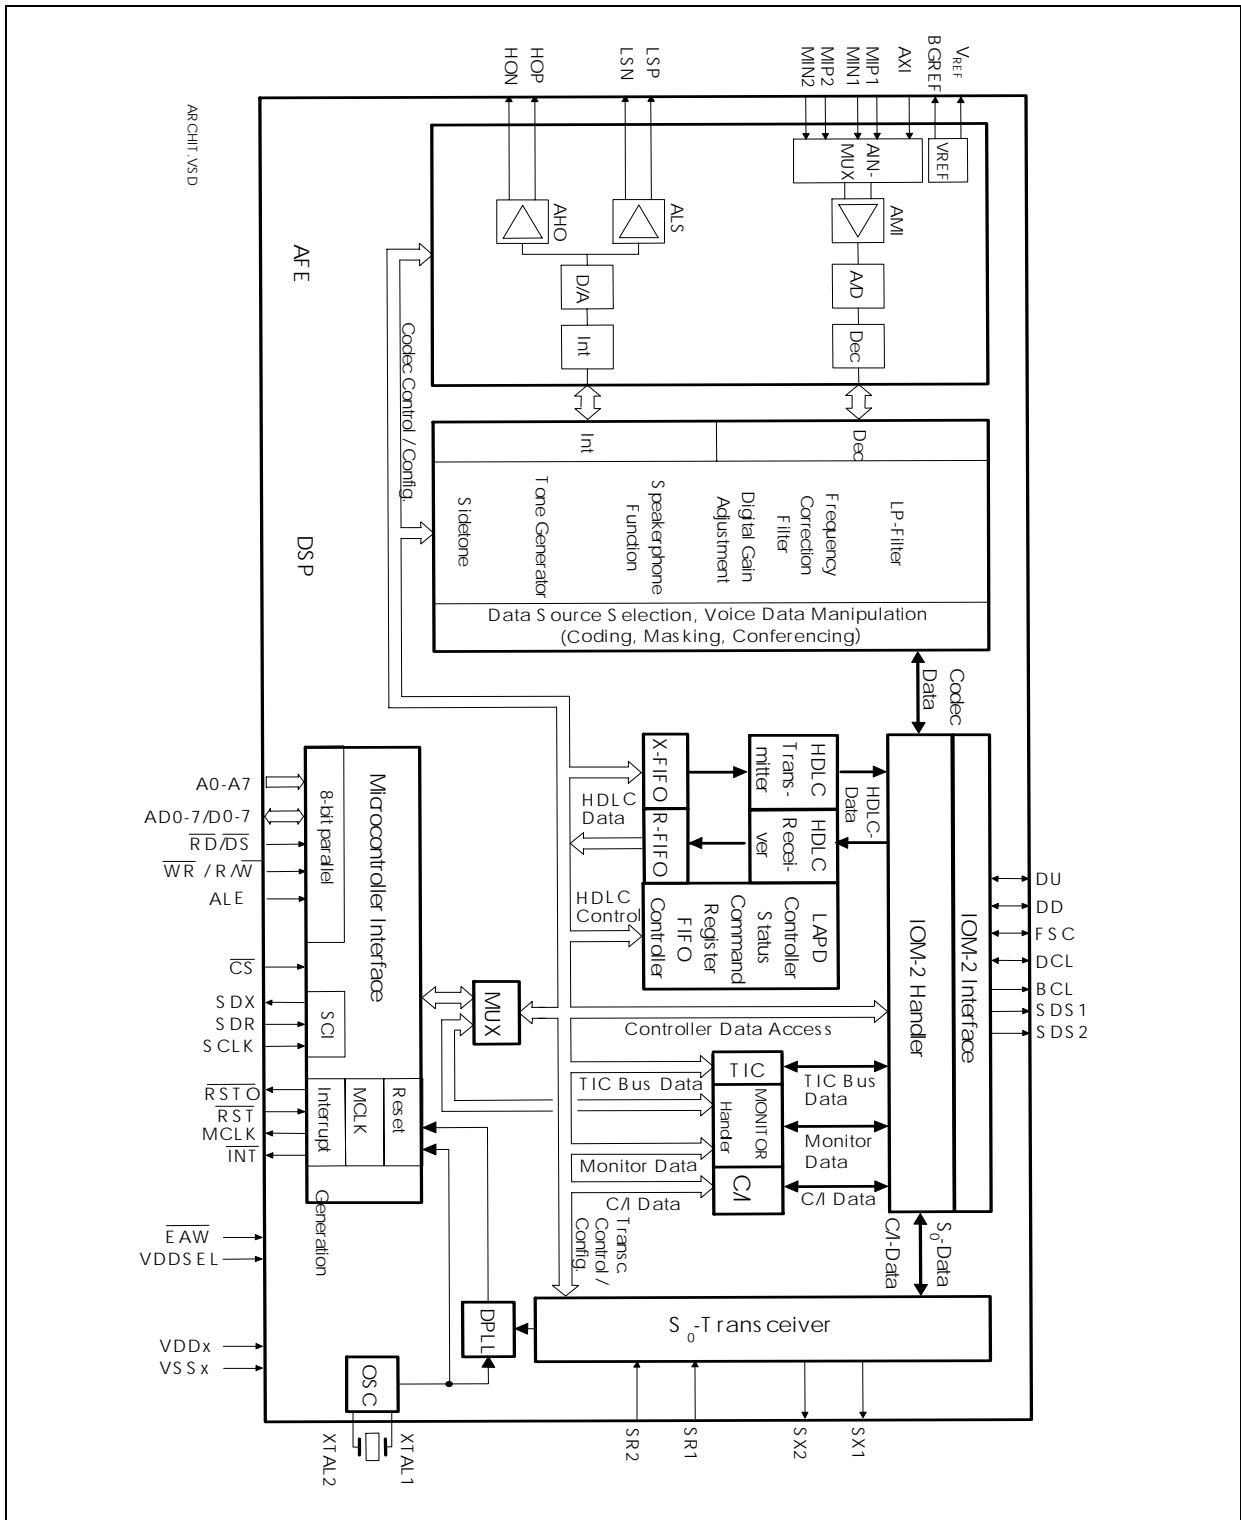 HON
HOP
LSN
LSP
MIN2
MIP2
MIN1
MIP1
AXI
BGREF
VREF
ARCHIT.VSD
AIN-
MUX
VREF
AMI
A/D
Dec
ALS
AHO
D/A
Int
AFE
Codec Control / Config.
Int
Dec
Sidetone
Tone Generator
Speakerphone
Function
Digital Gain
Adjustment
Frequency
Correction
Filter
LP-Filter
DSP
Data Source Selection, Voice Data Manipulation
(Coding, Masking, Conferencing)
Codec
Data
X-FIFO
R-FIFO
HDLC
Trans-
mitter
HDLC
Recei-
ver
HDLC-
Data
HDLC
Data
HDLC
Control
LAPD
Controller
Status
Command
Register
FIFO
Controller
IOM-2 Handler
IOM-2 Interface
DU
DD
FSC
DCL
BCL
SDS1
SDS2
A0-A7
AD0-7/D0-7
RD/DS
WR / R/W
ALE
CS
SDX
SDR
SCLK
RSTO
RST
MCLK
INT
EAW
VDDSEL
VDDx
VSSx
Microcontroller Interface
8-bit parallel
SCI
Reset
MCLK
Interrupt
Generation
MUX
Controller Data Access
TIC
TIC Bus Data
TIC Bus
Data
MONITOR
Handler
Monitor Data
Monitor
Data
C/I
C/I Data
C/I Data
Transc.
Control /
Config.
S0-Data
C/I-Data
S0-Transceiver
DPLL
OSC
XTAL2
XTAL1
SR2
SR1
SX2
SX1